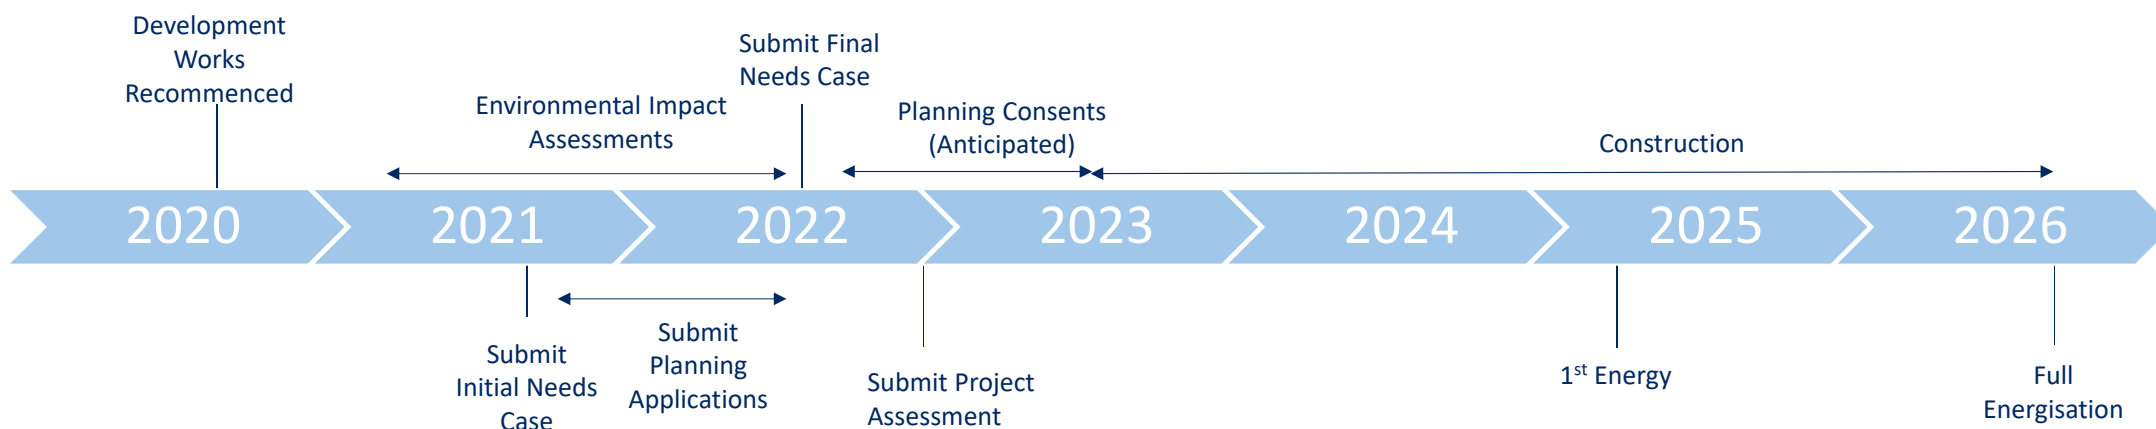 Development
Works
Recommenced
Environmental Impact
Assessments
Submit Final
Needs Case
Planning Consents
(Anticipated)
Construction
2020
2021
2022
2023
2024
2025
2026
Submit
Initial Needs
Case
Submit
Planning
Applications
Submit Project
Assessment
1st Energy
Full
Energisation